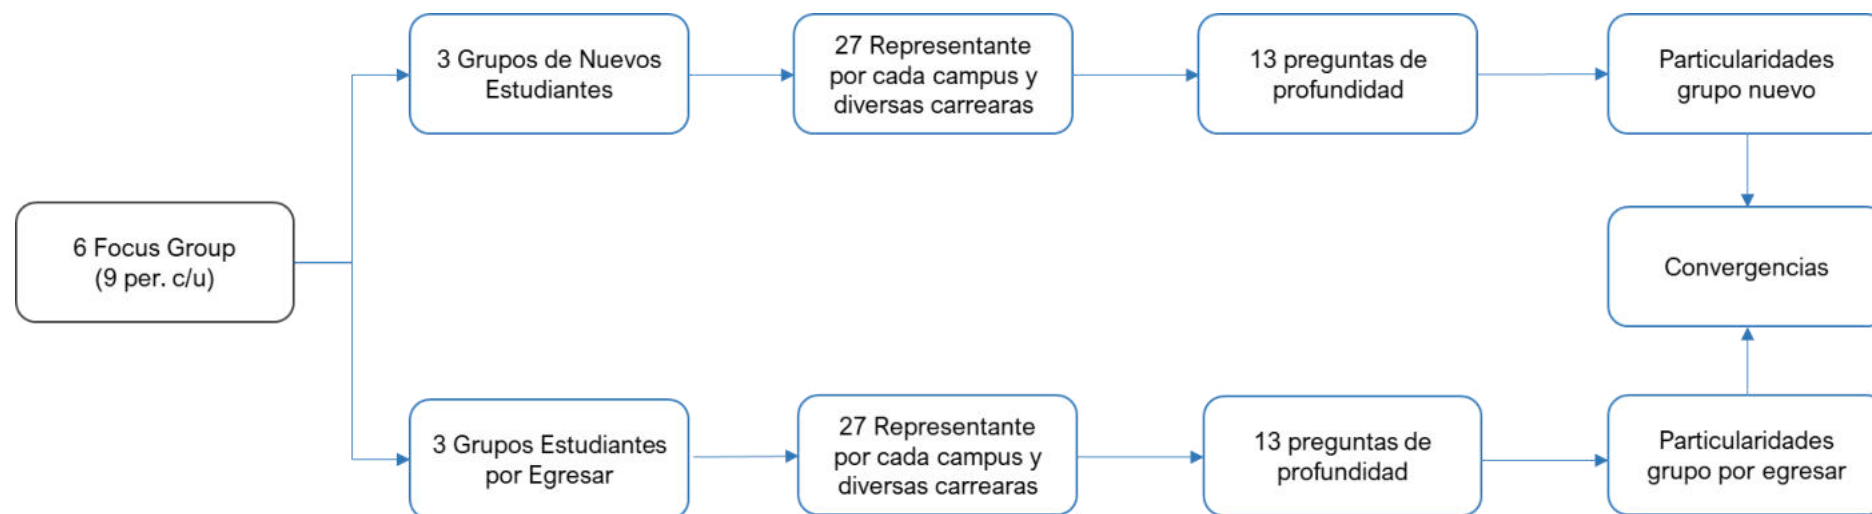 3 Grupos de Nuevos
Estudiantes
27 Representante
por cada campus y
diversas carrearas
13 preguntas de
profundidad
Particularidades
grupo nuevo
6 Focus Group
(9 per. c/u)
Convergencias
3 Grupos Estudiantes
por Egresar
27 Representante
por cada campus y
diversas carrearas
13 preguntas de
profundidad
Particularidades
grupo por egresar